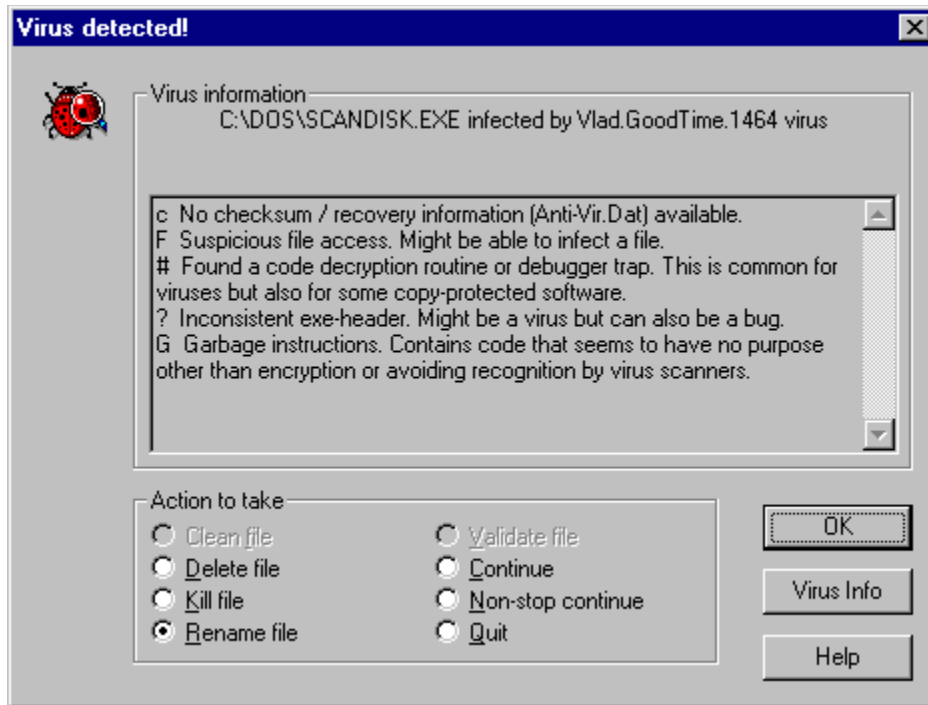 Virus detected!
Virus information
C:\DOS\SCANDISK.EXE infected by Vlad.GoodTime.1464 virus
c  No checksum / recovery information (Anti-Vir.Dat) available.
F  Suspicious file access. Might be able to infect a file.
#  Found a code decryption routine or debugger trap. This is common for
viruses but also for some copy-protected software.
?  Inconsistent exe-header. Might be a virus but can also be a bug.
G  Garbage instructions. Contains code that seems to have no purpose
other than encryption or avoiding recognition by virus scanners.
Action to take
Clean file
Validate file
Delete file
Continue
Kill file
Non-stop continue
Rename file
Quit
OK
Virus Info
Help